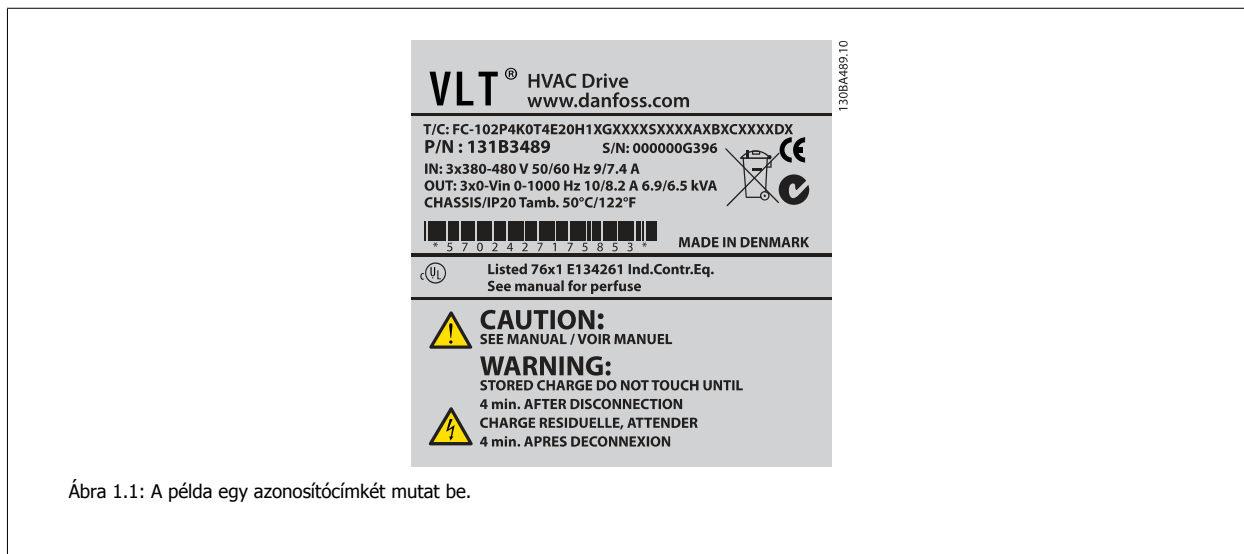 VLT® HVAC Drive
www.danfoss.com
130BA489.10
T/C: FC-102P4K0T4E20H1XGXXXXSXXXXAXBXCXXXXDX
P/N : 131B3489 S/N: 000000G396
IN: 3x380-480 V 50/60 Hz 9/7.4 A
OUT: 3x0-Vin 0-1000 Hz 10/8.2 A 6.9/6.5 kVA
CHASSIS/IP20 Tamb. 50°C/122°F
CE
* 5 7 0 2 4 2 7 1 7 5 8 5 3 *
MADE IN DENMARK
c UL Listed 76x1 E134261 Ind.Contr.Eq.
See manual for perfuse
CAUTION:
SEE MANUAL / VOIR MANUEL
WARNING:
STORED CHARGE DO NOT TOUCH UNTIL
4 min. AFTER DISCONNECTION
CHARGE RESIDUELLE, ATTENDER
4 min. APRES DECONNEXION
Ábra 1.1: A példa egy azonosítócímkét mutat be.